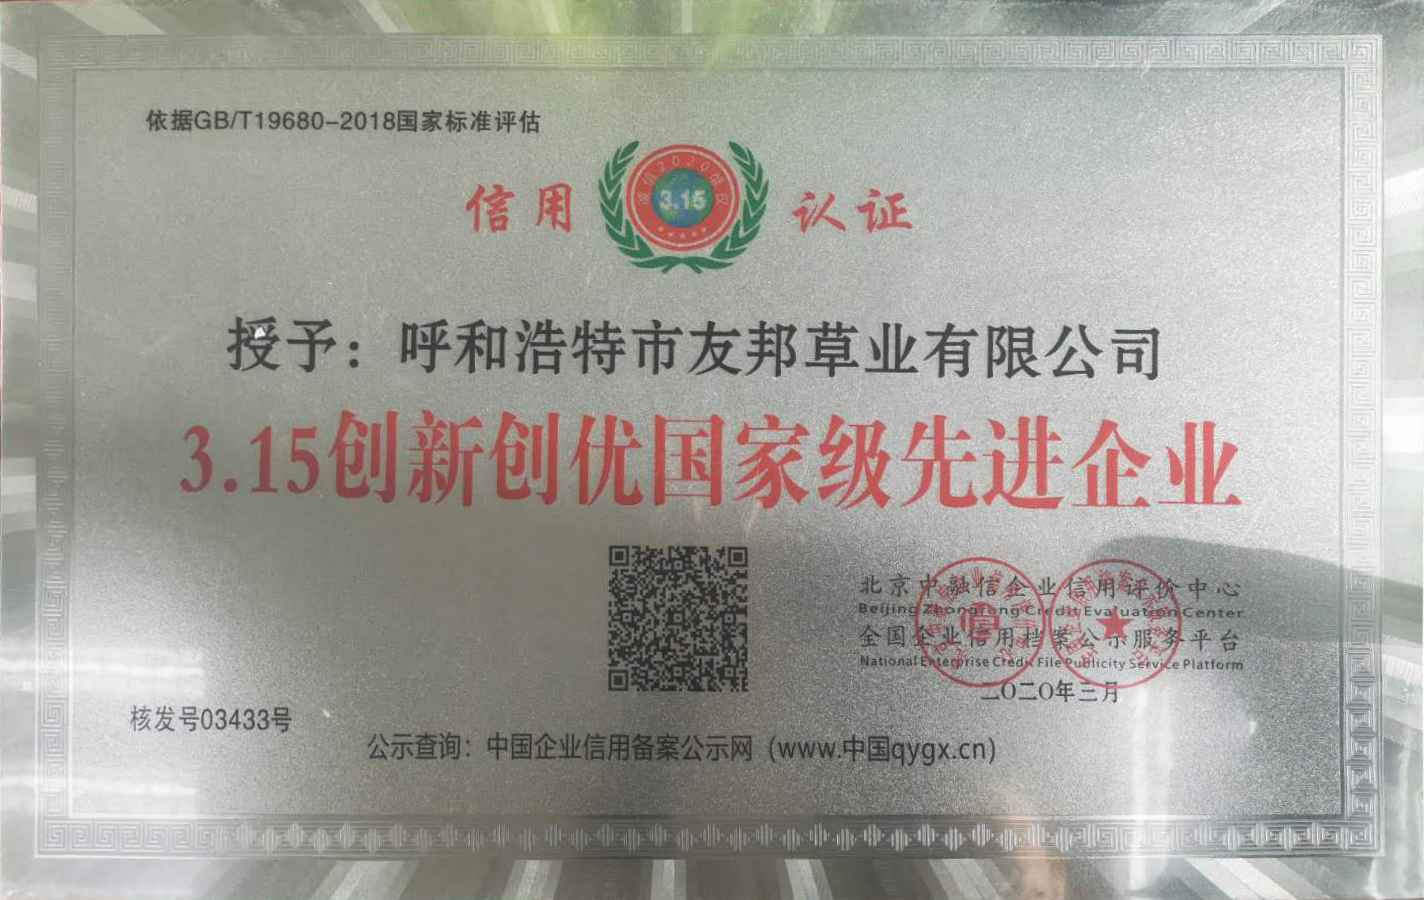 依据GB/T19680-2018国家标准评估
信用 3.15 认证
授予：呼和浩特市友邦草业有限公司
3.15创新创优国家级先进企业
北京中融信企业信用评价中心
Beijing Zhongrong Credit Evaluation Center
全国企业信用档案公示服务平台
National Enterprise Credit File Publicity Service Platform
二〇二〇年三月
核发号03433号
公示查询：中国企业信用备案公示网（www.中国qygx.cn）